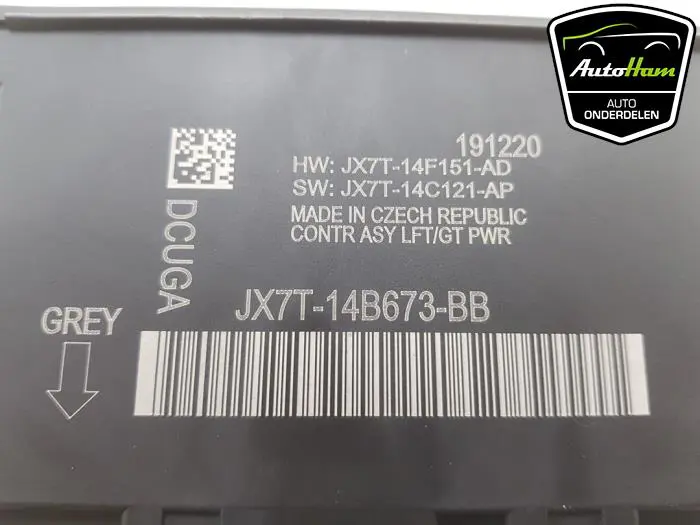 AutoHam
AUTO
ONDERDELEN
191220
HW: JX7T-14F151-AD
SW: JX7T-14C121-AP
MADE IN CZECH REPUBLIC
CONTR ASY LFT/GT PWR
DCUGA
JX7T-14B673-BB
GREY